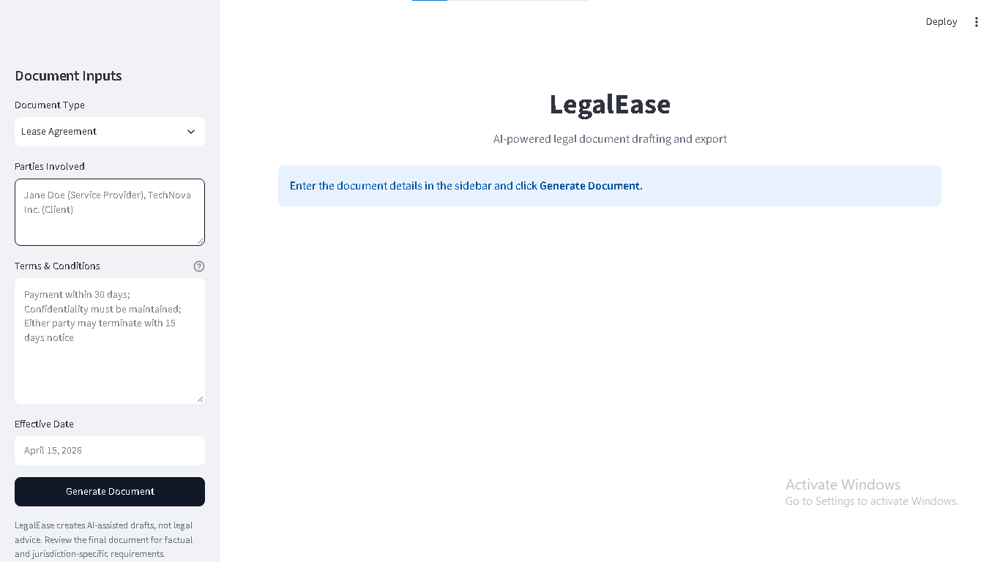 Deploy
Document Inputs
Document Type
Lease Agreement
Parties Involved
Jane Doe (Service Provider), TechNova
Inc. (Client)
Terms & Conditions
?
Payment within 30 days;
Confidentiality must be maintained;
Either party may terminate with 15
days notice
Effective Date
April 15, 2026
Generate Document
LegalEase creates AI-assisted drafts, not legal
advice. Review the final document for factual
and jurisdiction-specific requirements.
LegalEase
AI-powered legal document drafting and export
Enter the document details in the sidebar and click Generate Document.
Activate Windows
Go to Settings to activate Windows.